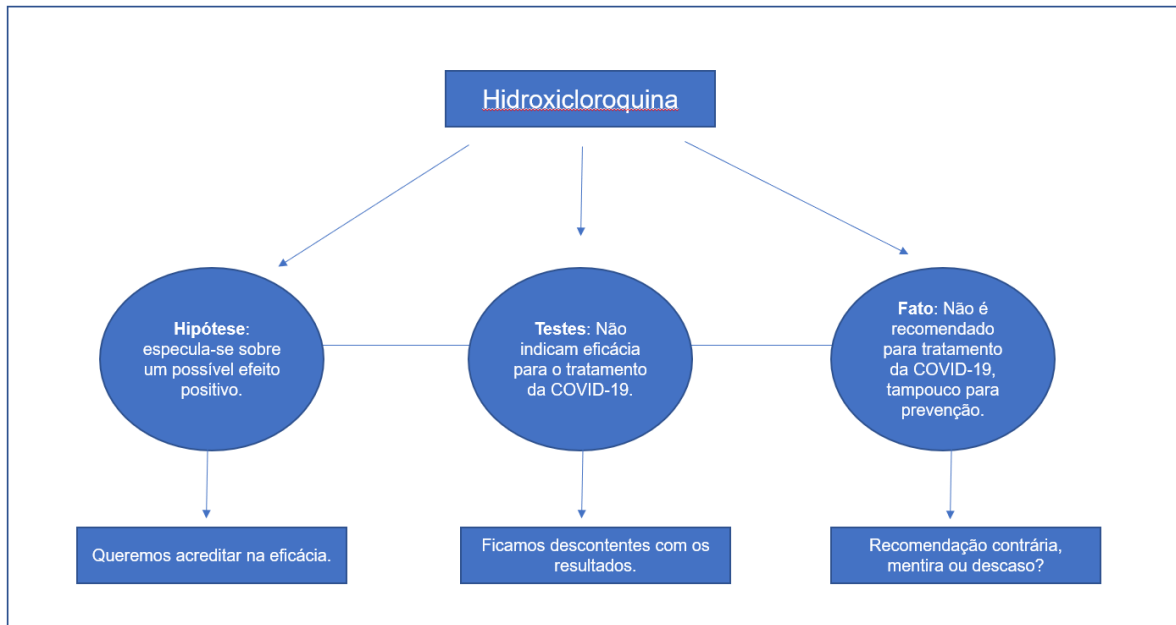 Hidroxicloroquina
Hipótese:
especula-se sobre
um possível efeito
positivo.
Testes: Não
indicam eficácia
para o tratamento
da COVID-19.
Fato: Não é
recomendado
para tratamento
da COVID-19,
tampouco para
prevenção.
Queremos acreditar na eficácia.
Ficamos descontentes com os
resultados.
Recomendação contrária,
mentira ou descaso?